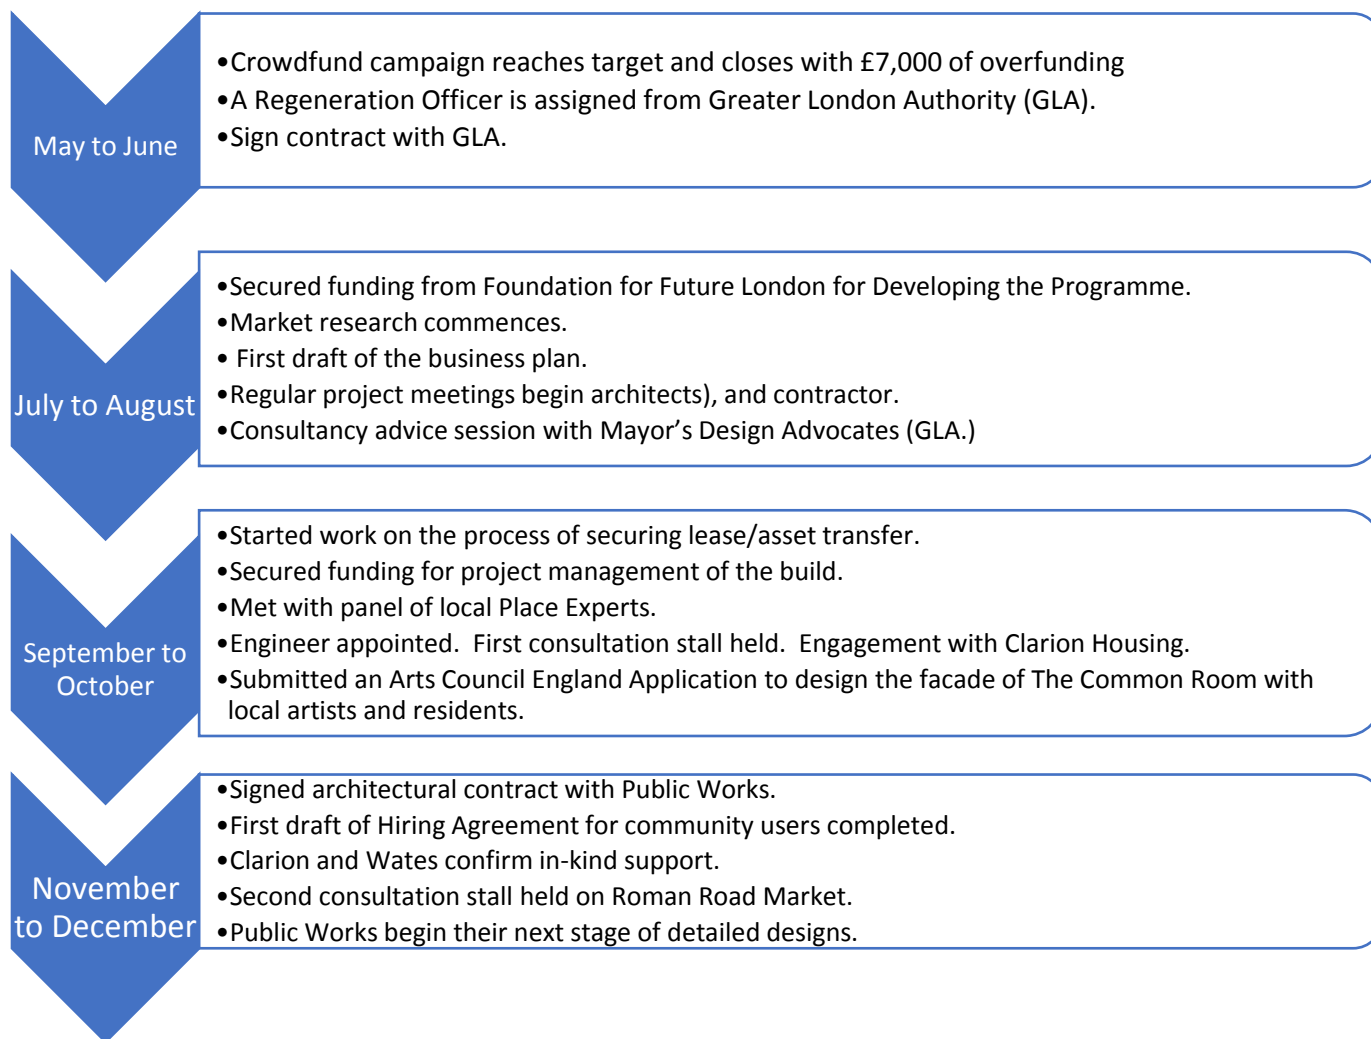 May to June
•Crowdfund campaign reaches target and closes with £7,000 of overfunding
•A Regeneration Officer is assigned from Greater London Authority (GLA).
•Sign contract with GLA.
July to August
•Secured funding from Foundation for Future London for Developing the Programme.
•Market research commences.
• First draft of the business plan.
•Regular project meetings begin architects), and contractor.
•Consultancy advice session with Mayor’s Design Advocates (GLA.)
September to
October
•Started work on the process of securing lease/asset transfer.
•Secured funding for project management of the build.
•Met with panel of local Place Experts.
•Engineer appointed.  First consultation stall held.  Engagement with Clarion Housing.
•Submitted an Arts Council England Application to design the facade of The Common Room with
local artists and residents.
November
to December
•Signed architectural contract with Public Works.
•First draft of Hiring Agreement for community users completed.
•Clarion and Wates confirm in-kind support.
•Second consultation stall held on Roman Road Market.
•Public Works begin their next stage of detailed designs.